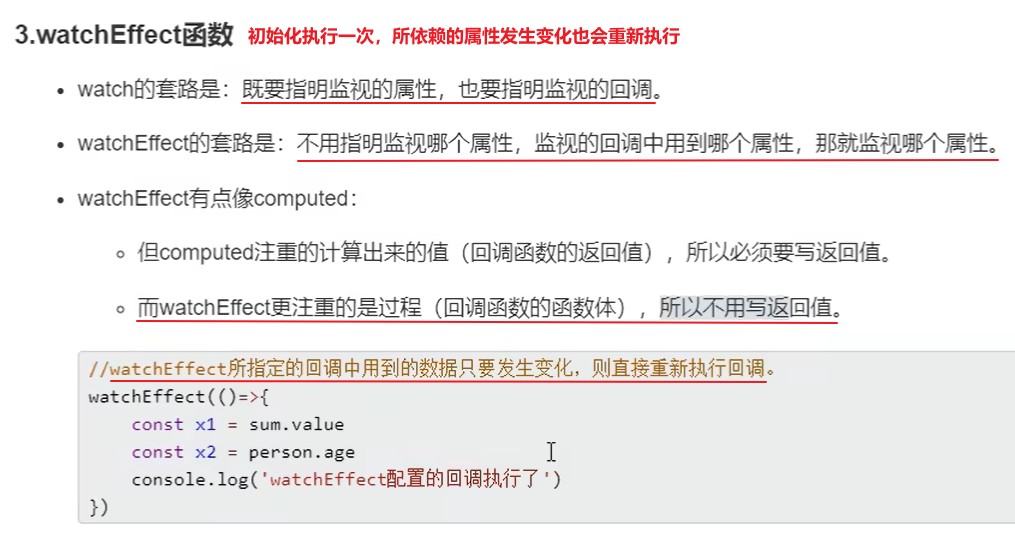 3.watchEffect函数 初始化执行一次，所依赖的属性发生变化也会重新执行
watch的套路是：既要指明监视的属性，也要指明监视的回调。
watchEffect的套路是：不用指明监视哪个属性，监视的回调中用到哪个属性，那就监视哪个属性。
watchEffect有点像computed：
但computed注重的计算出来的值（回调函数的返回值），所以必须要写返回值。
而watchEffect更注重的是过程（回调函数的函数体），所以不用写返回值。
//watchEffect所指定的回调中用到的数据只要发生变化，则直接重新执行回调。
watchEffect(()=>{
const x1 = sum.value
const x2 = person.age
console.log('watchEffect配置的回调执行了')
})